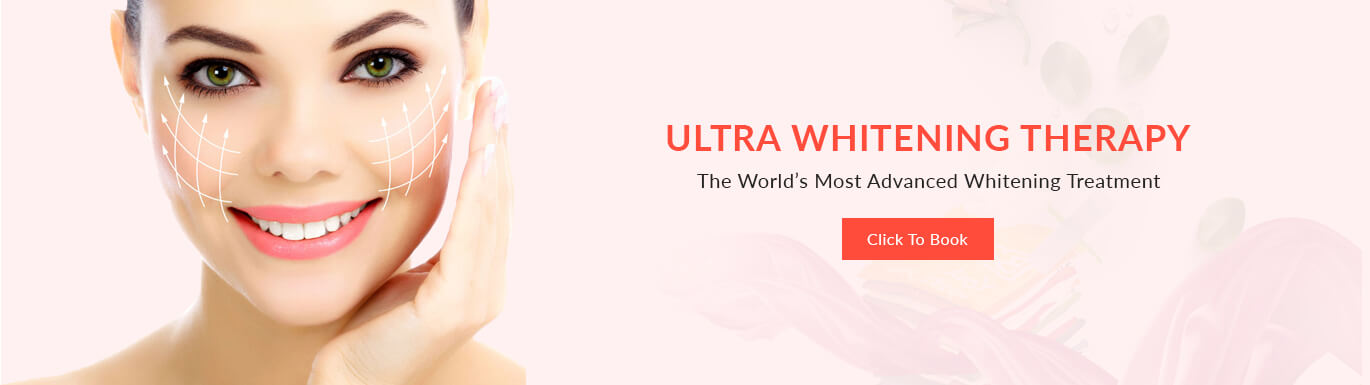 ULTRA WHITENING THERAPY
The World’s Most Advanced Whitening Treatment
Click To Book